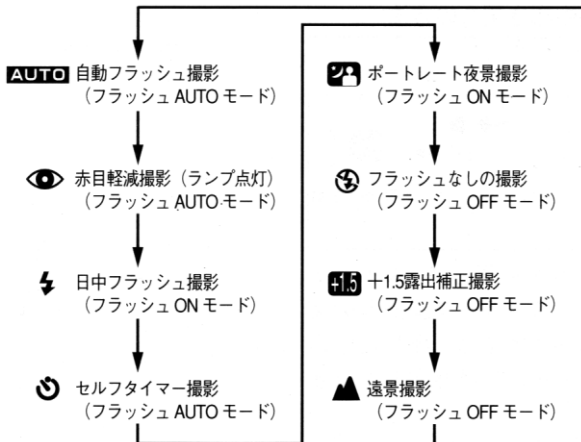 AUTO 自動フラッシュ撮影
(フラッシュ AUTO モード)
赤目軽減撮影(ランプ点灯)
(フラッシュ AUTO モード)
日中フラッシュ撮影
(フラッシュ ON モード)
セルフタイマー撮影
(フラッシュ AUTO モード)
ポートレート夜景撮影
(フラッシュ ON モード)
フラッシュなしの撮影
(フラッシュ OFF モード)
+1.5 +1.5露出補正撮影
(フラッシュ OFF モード)
遠景撮影
(フラッシュ OFF モード)